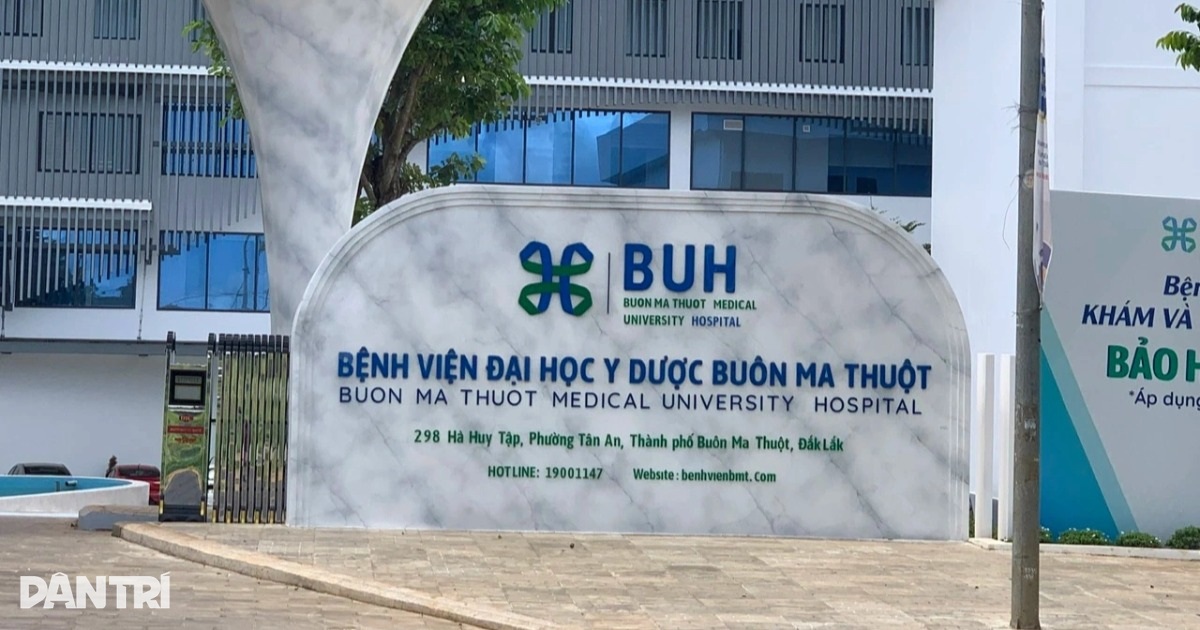 BUH
BUON MA THUOT MEDICAL
UNIVERSITY HOSPITAL
BỆNH VIỆN ĐẠI HỌC Y DƯỢC BUÔN MA THUỘT
BUON MA THUOT MEDICAL UNIVERSITY HOSPITAL
298 Hà Huy Tập, Phường Tân An, Thành phố Buôn Ma Thuột, Đắk Lắk
HOTLINE: 19001147 Website: benhvienbmt.Com
Bện
KHÁM VÀ
BẢO H
*Áp dụng
DÂN TRÍ